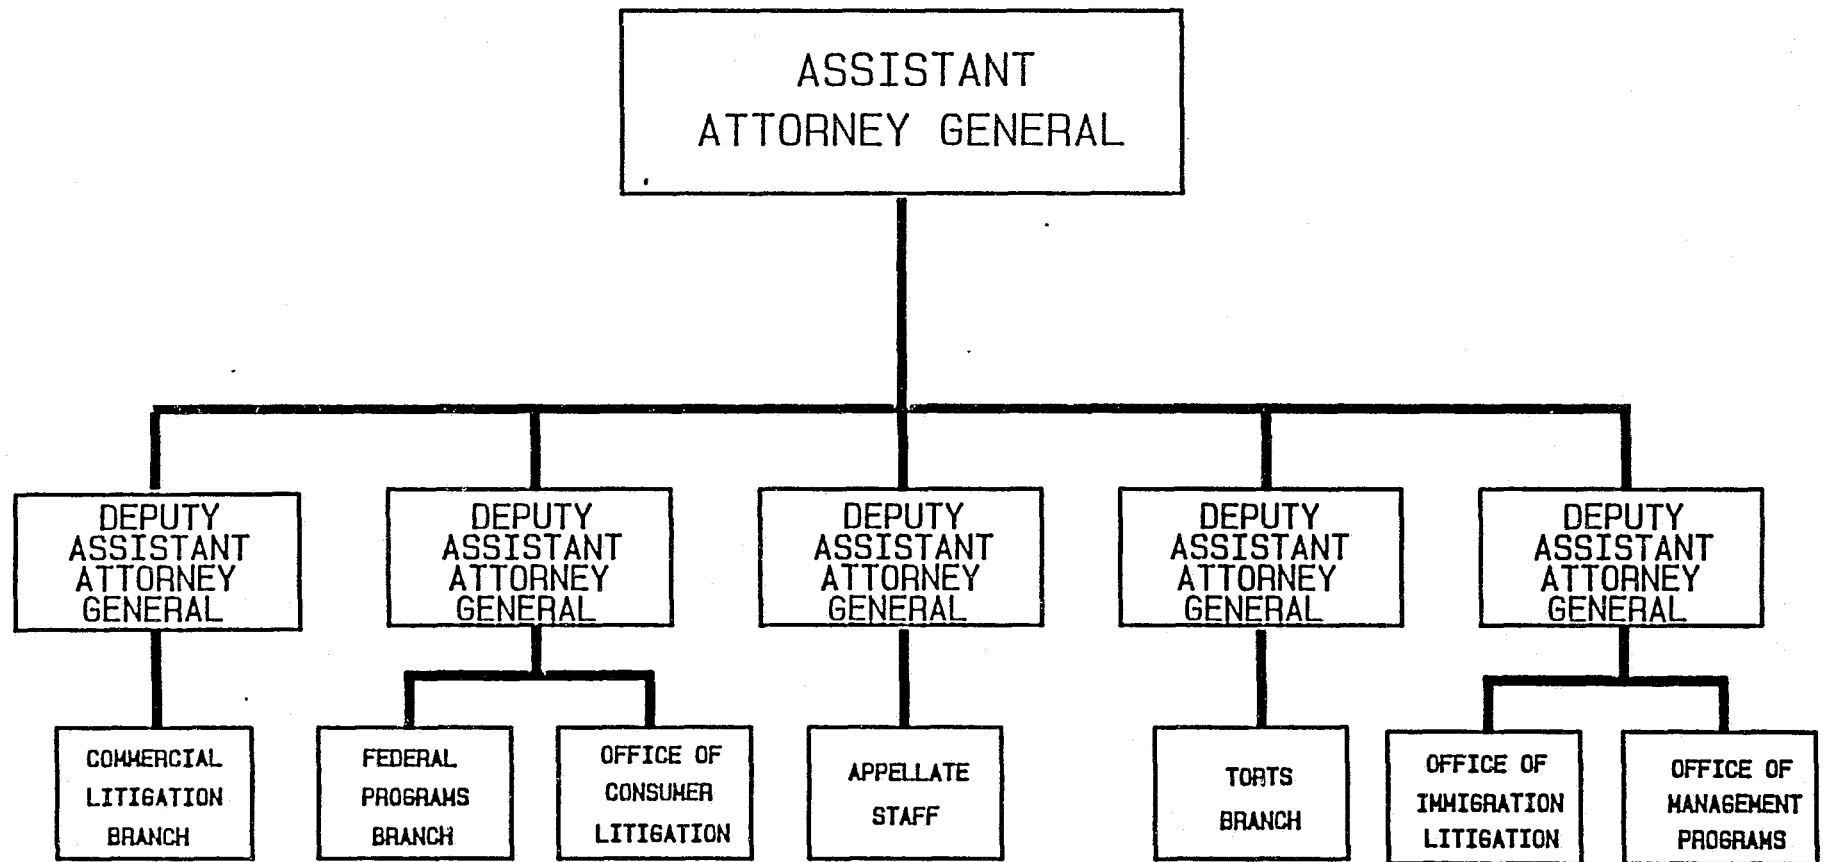 ASSISTANT
ATTORNEY GENERAL
DEPUTY
ASSISTANT
ATTORNEY
GENERAL
DEPUTY
ASSISTANT
ATTORNEY
GENERAL
DEPUTY
ASSISTANT
ATTORNEY
GENERAL
DEPUTY
ASSISTANT
ATTORNEY
GENERAL
DEPUTY
ASSISTANT
ATTORNEY
GENERAL
COMMERCIAL
LITIGATION
BRANCH
FEDERAL
PROGRAMS
BRANCH
OFFICE OF
CONSUMER
LITIGATION
APPELLATE
STAFF
TORTS
BRANCH
OFFICE OF
IMMIGRATION
LITIGATION
OFFICE OF
MANAGEMENT
PROGRAMS